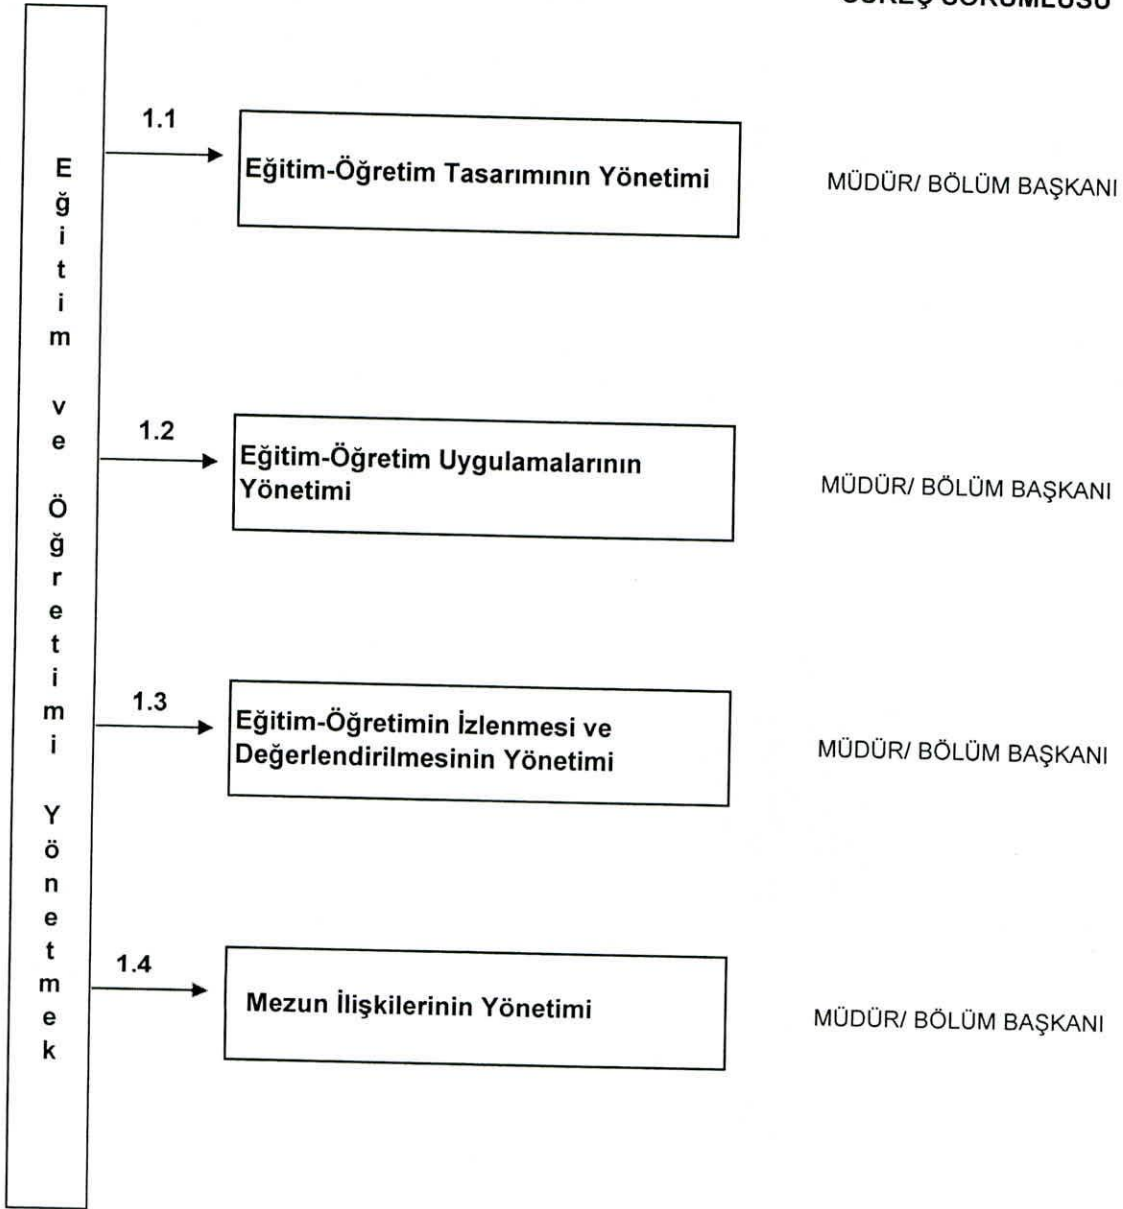 SÜREÇ SORUMLUSU
Eğitim ve Öğretimi Yönetmek
1.1
Eğitim-Öğretim Tasarımının Yönetimi
MÜDÜR/ BÖLÜM BAŞKANI
1.2
Eğitim-Öğretim Uygulamalarının
Yönetimi
MÜDÜR/ BÖLÜM BAŞKANI
1.3
Eğitim-Öğretimin İzlenmesi ve
Değerlendirilmesinin Yönetimi
MÜDÜR/ BÖLÜM BAŞKANI
1.4
Mezun İlişkilerinin Yönetimi
MÜDÜR/ BÖLÜM BAŞKANI